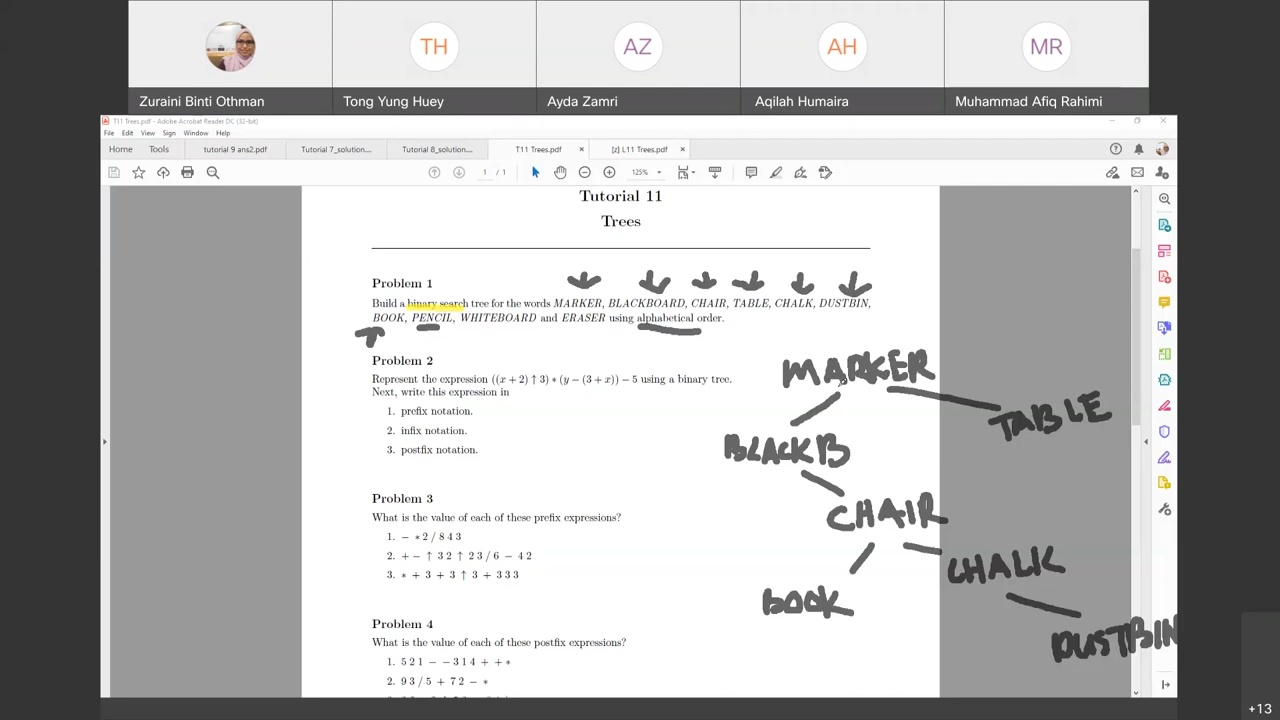 TH
AZ
AH
MR
Zuraini Binti Othman
Tong Yung Huey
Ayda Zamri
Aqilah Humaira
Muhammad Afiq Rahimi
T11 Trees.pdf - Adobe Acrobat Reader DC (32-bit)
File Edit View Sign Window Help
Home Tools tutorial 9 ans2.pdf Tutorial 7_solution.... Tutorial 8_solution.... T11 Trees.pdf [z] L11 Trees.pdf
1 / 1 125%
Tutorial 11
Trees
Problem 1
Build a binary search tree for the words MARKER, BLACKBOARD, CHAIR, TABLE, CHALK, DUSTBIN,
BOOK, PENCIL, WHITEBOARD and ERASER using alphabetical order.
Problem 2
Represent the expression ((x + 2) ↑ 3) ∗ (y − (3 + x)) − 5 using a binary tree.
Next, write this expression in
1. prefix notation.
2. infix notation.
3. postfix notation.
Problem 3
What is the value of each of these prefix expressions?
1. − ∗ 2 / 8 4 3
2. + − ↑ 3 2 ↑ 2 3 / 6 − 4 2
3. ∗ + 3 + 3 ↑ 3 + 3 3 3
Problem 4
What is the value of each of these postfix expressions?
1. 5 2 1 − − 3 1 4 + + ∗
2. 9 3 / 5 + 7 2 − ∗
MARKER
TABLE
BLACKB
CHAIR
CHALK
BOOK
DUSTBIN
+13